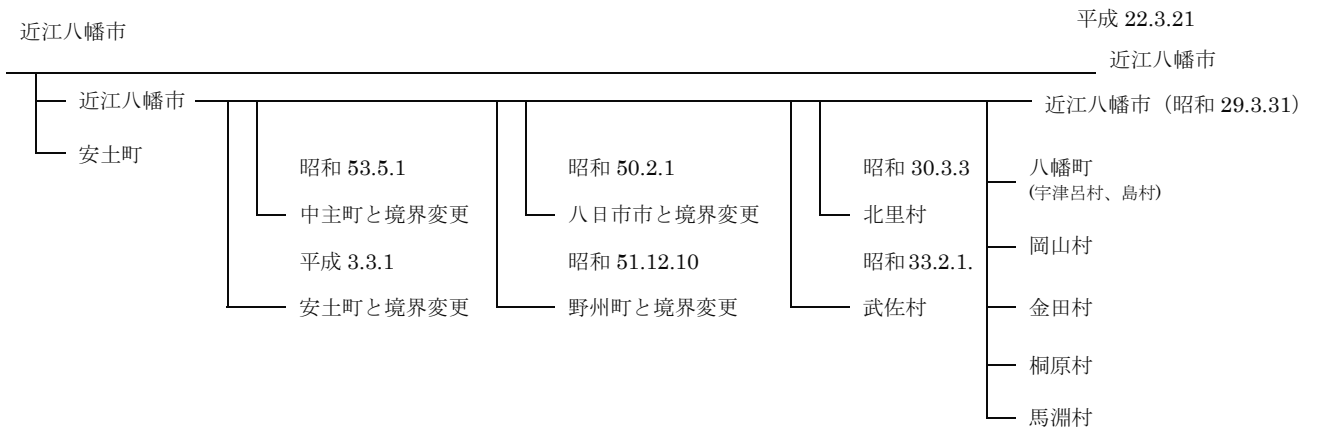 平成 22.3.21
近江八幡市
近江八幡市
近江八幡市
近江八幡市（昭和 29.3.31）
安土町
昭和 53.5.1
昭和 50.2.1
昭和 30.3.3
八幡町
(宇津呂村、島村)
中主町と境界変更
八日市市と境界変更
北里村
岡山村
平成 3.3.1
昭和 51.12.10
昭和33.2.1.
安土町と境界変更
野州町と境界変更
武佐村
金田村
桐原村
馬淵村